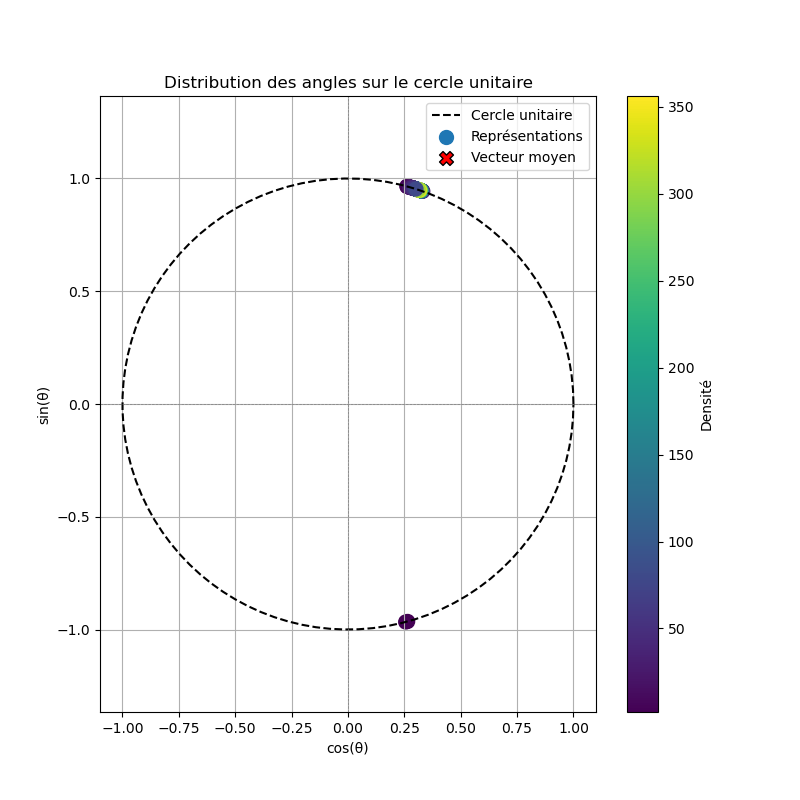 Distribution des angles sur le cercle unitaire
Cercle unitaire
Représentations
Vecteur moyen
1.0
0.5
0.0
−0.5
−1.0
sin(θ)
−1.00 −0.75 −0.50 −0.25 0.00 0.25 0.50 0.75 1.00
cos(θ)
350
300
250
200
150
100
50
Densité